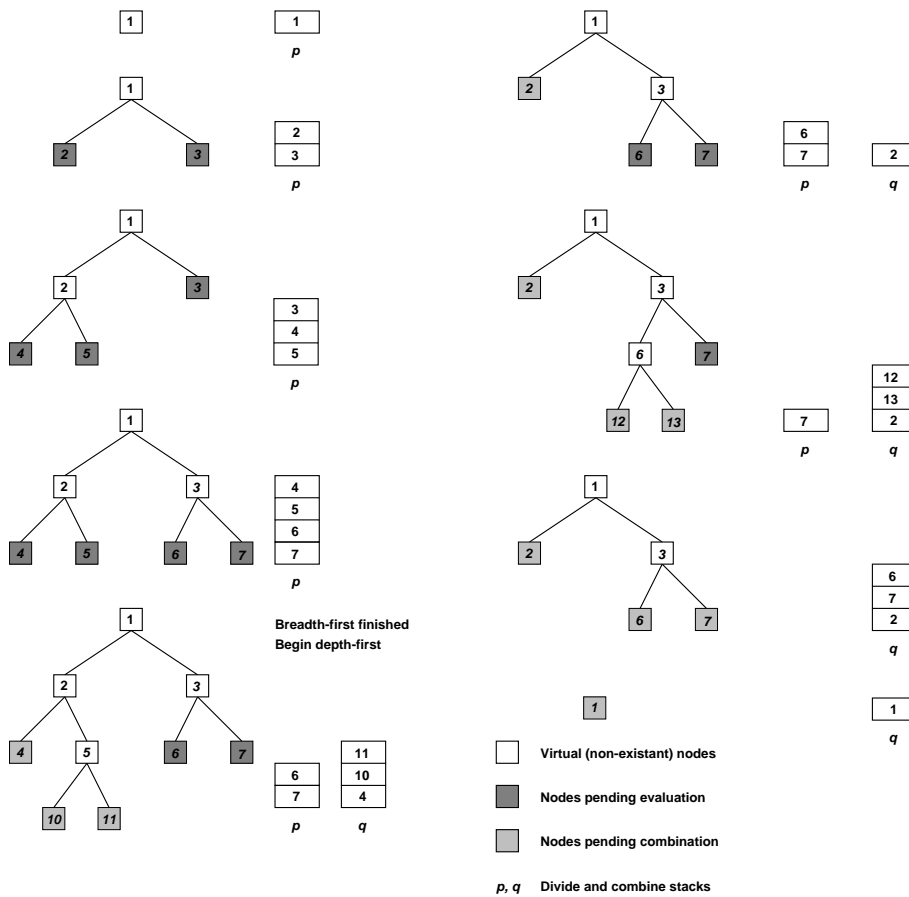 1 1
p
1
2 3 2
3
p
1
2 3 3
4
4 5 5
p
1
2 3 4
5
6
4 5 6 7 7
p
Breadth-first finished
Begin depth-first
1
2 3
4 5 6 7 11
6 10
7 4
10 11 p q
1
2 3
6
6 7 7 2
p q
1
2 3
6 7
12
13
12 13 7 2
p q
1
2 3
6
6 7 7
2
q
1 1
q
Virtual (non-existant) nodes
Nodes pending evaluation
Nodes pending combination
p, q Divide and combine stacks